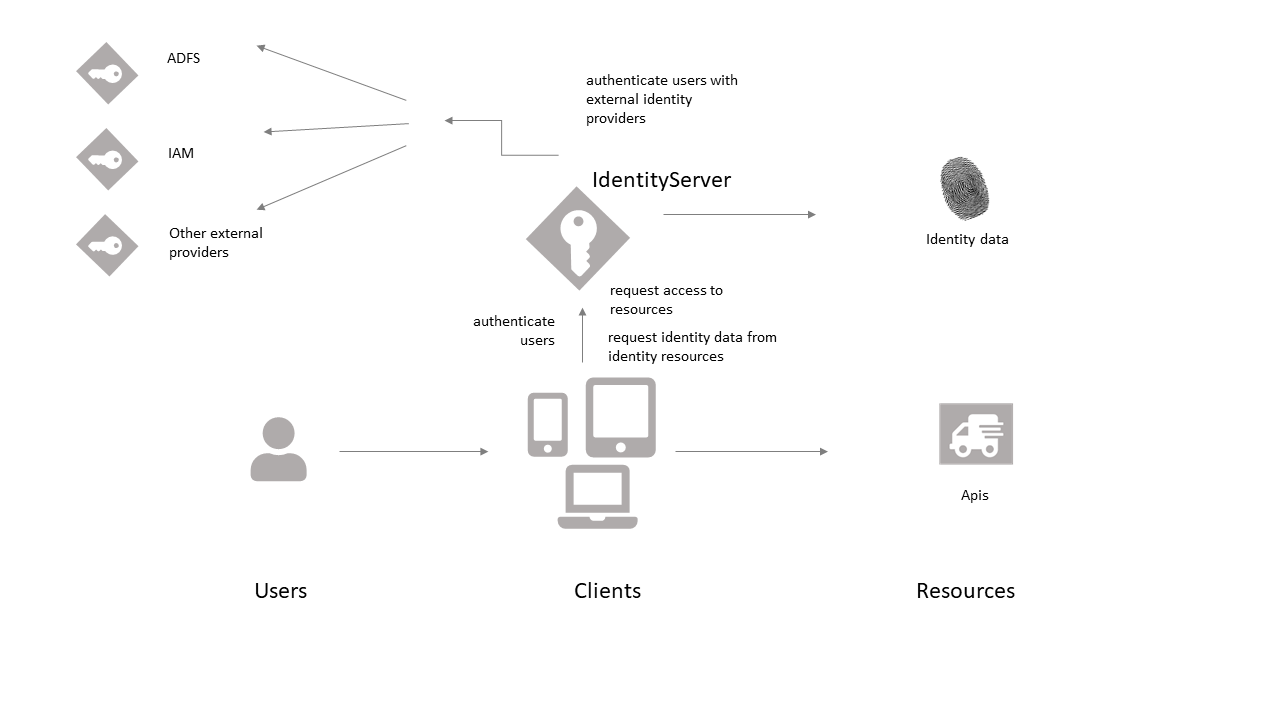 ADFS
authenticate users with
external identity
providers
IAM
IdentityServer
Other external
providers
Identity data
request access to
resources
authenticate
users
request identity data from
identity resources
Apis
Users
Clients
Resources